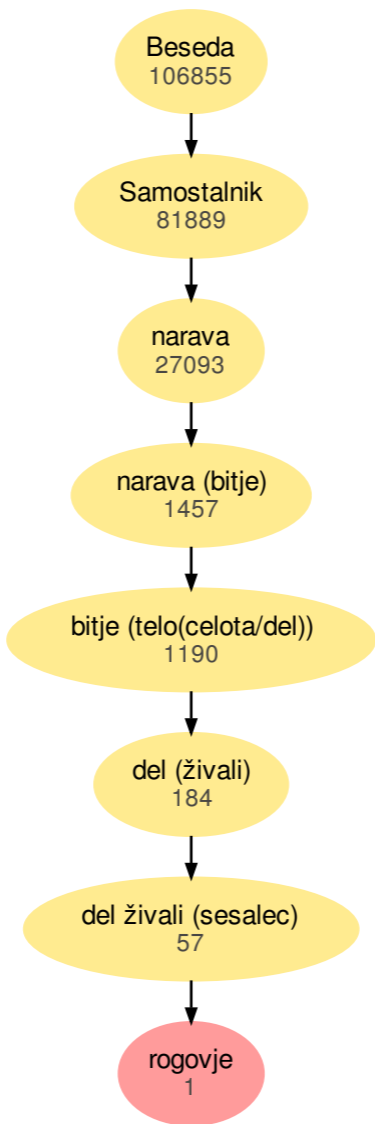 Beseda
106855
Samostalnik
81889
narava
27093
narava (bitje)
1457
bitje (telo(celota/del))
1190
del (živali)
184
del živali (sesalec)
57
rogovje
1